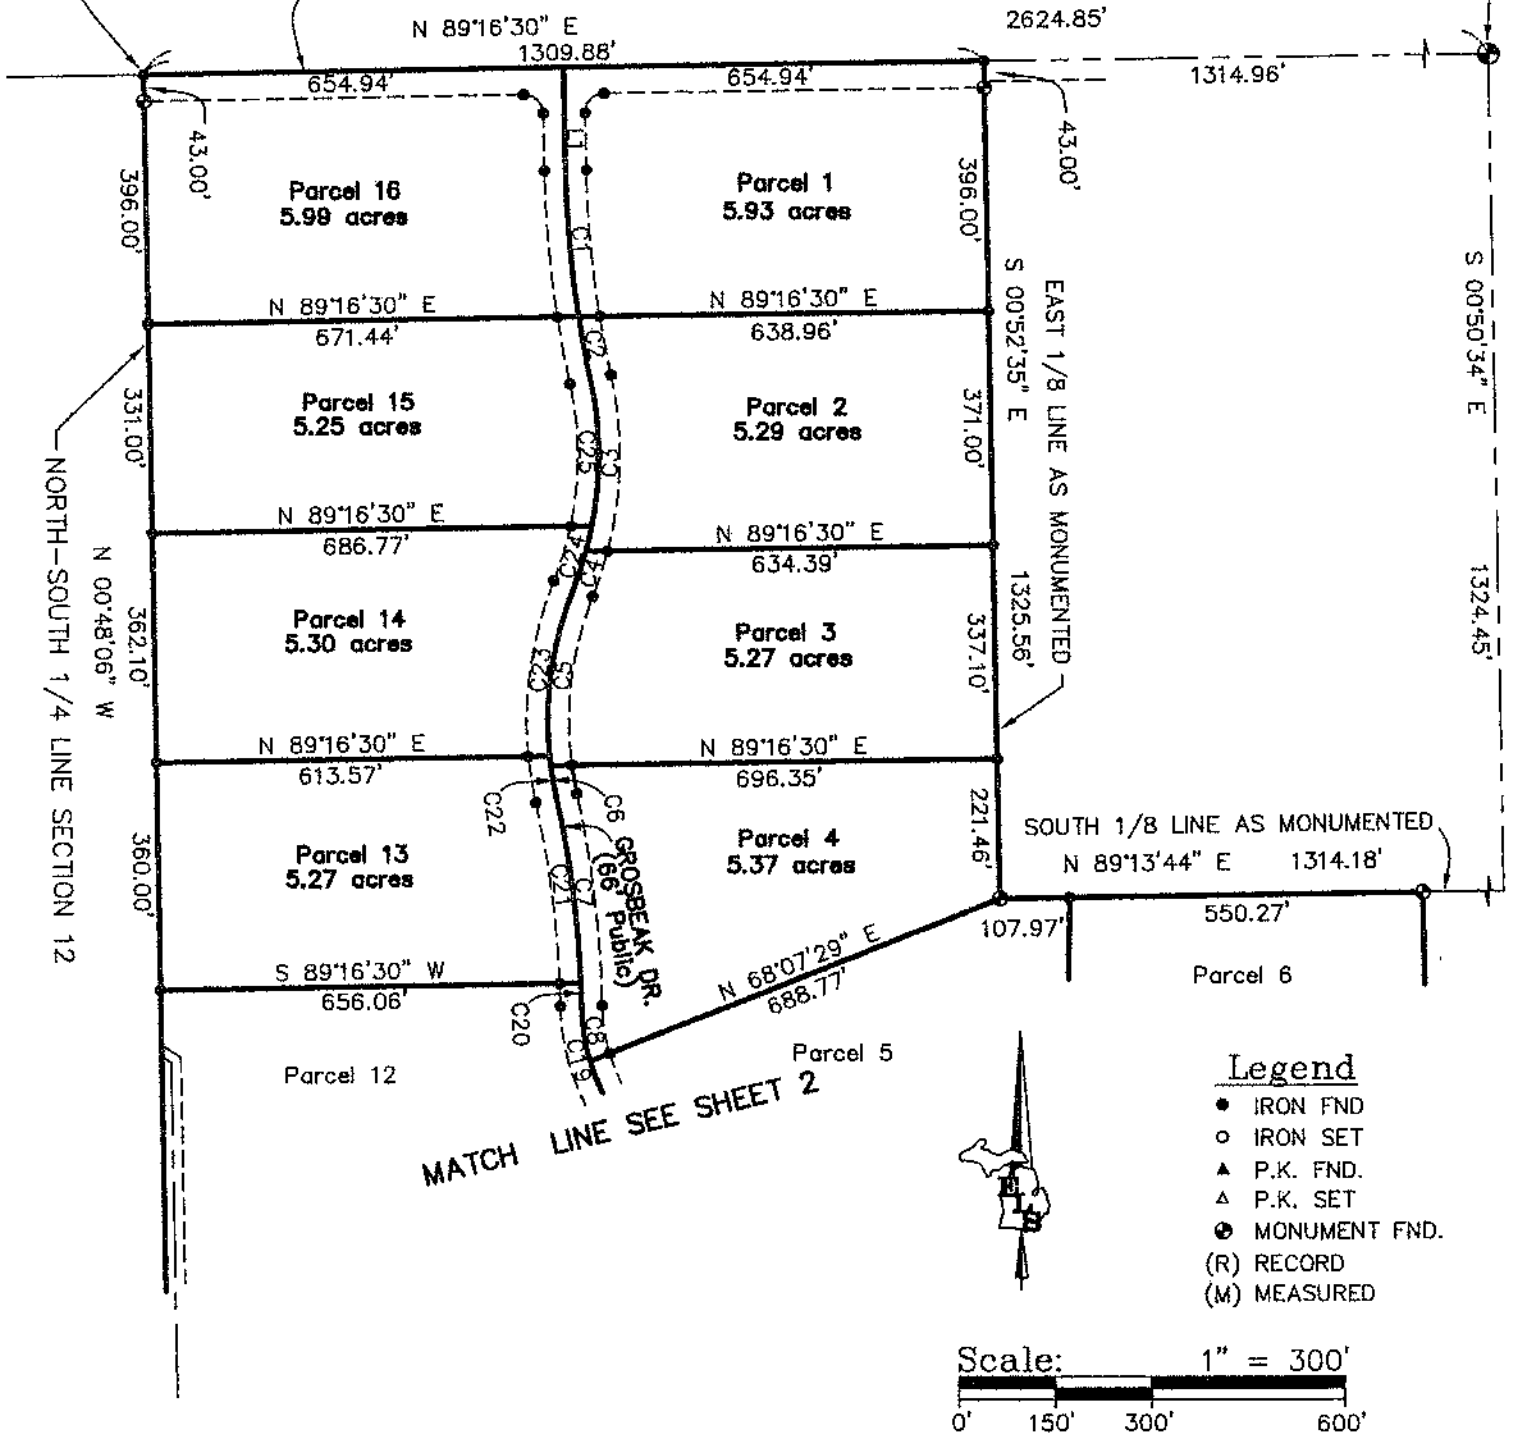 N 89°16'30" E
1309.88'
2624.85'
654.94'
654.94'
1314.96'
43.00'
43.00'
396.00'
Parcel 16
5.99 acres
L1
C1
Parcel 1
5.93 acres
396.00'
S 00°52'35" E
EAST 1/8 LINE AS MONUMENTED
1325.56'
S 00°50'34" E
1324.45'
N 89°16'30" E
671.44'
N 89°16'30" E
638.96'
C2
331.00'
Parcel 15
5.25 acres
C25
C3
Parcel 2
5.29 acres
371.00'
N 89°16'30" E
686.77'
N 89°16'30" E
634.39'
C24
C4
NORTH-SOUTH 1/4 LINE SECTION 12
N 00°48'06" W
362.10'
Parcel 14
5.30 acres
C23
C5
Parcel 3
5.27 acres
337.10'
N 89°16'30" E
613.57'
N 89°16'30" E
696.35'
C22
C6
GROSBEAK DR.
(66' Public)
360.00'
Parcel 13
5.27 acres
C21
C7
Parcel 4
5.37 acres
221.46'
SOUTH 1/8 LINE AS MONUMENTED
N 89°13'44" E
1314.18'
107.97'
550.27'
Parcel 6
S 89°16'30" W
656.06'
C20
C8
C19
N 68°07'29" E
688.77'
Parcel 12
Parcel 5
MATCH LINE SEE SHEET 2
Legend
IRON FND
IRON SET
P.K. FND.
P.K. SET
MONUMENT FND.
(R) RECORD
(M) MEASURED
Scale: 1" = 300'
0' 150' 300' 600'